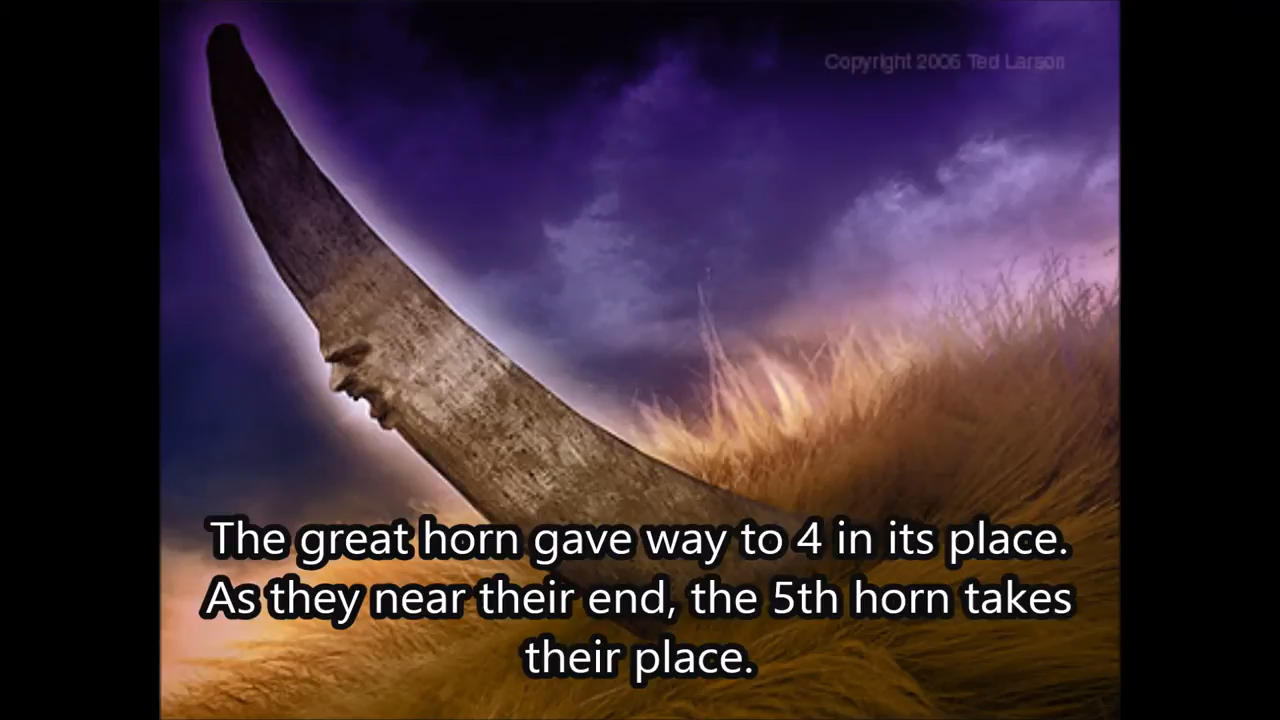 Copyright 2006 Ted Larson
The great horn gave way to 4 in its place.
As they near their end, the 5th horn takes
their place.